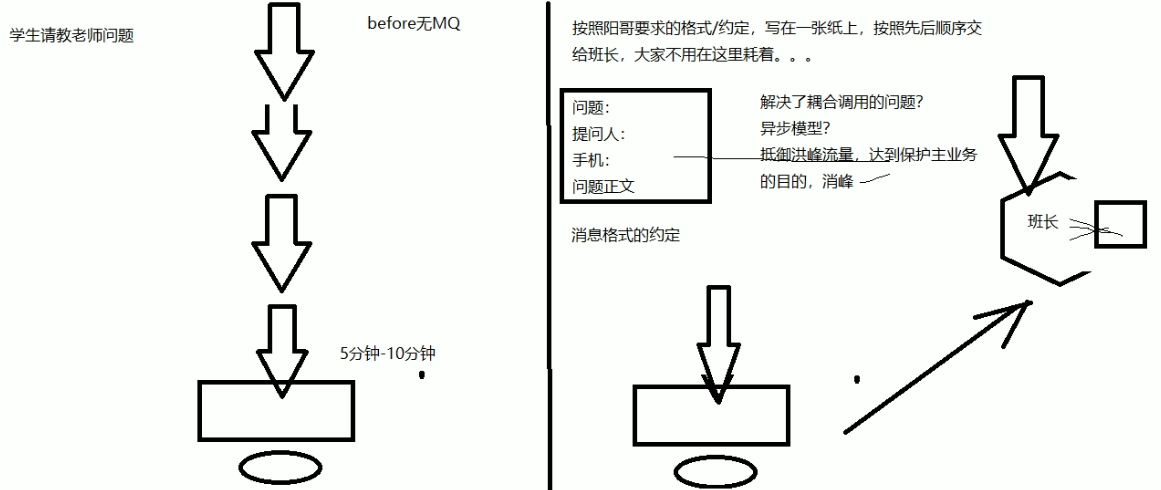 学生请教老师问题
before无MQ
5分钟-10分钟
按照阳哥要求的格式/约定，写在一张纸上，按照先后顺序交
给班长，大家不用在这里耗着。。。
问题：
提问人：
手机：
问题正文
解决了耦合调用的问题？
异步模型？
抵御洪峰流量，达到保护主业务
的目的，消峰
消息格式的约定
班长